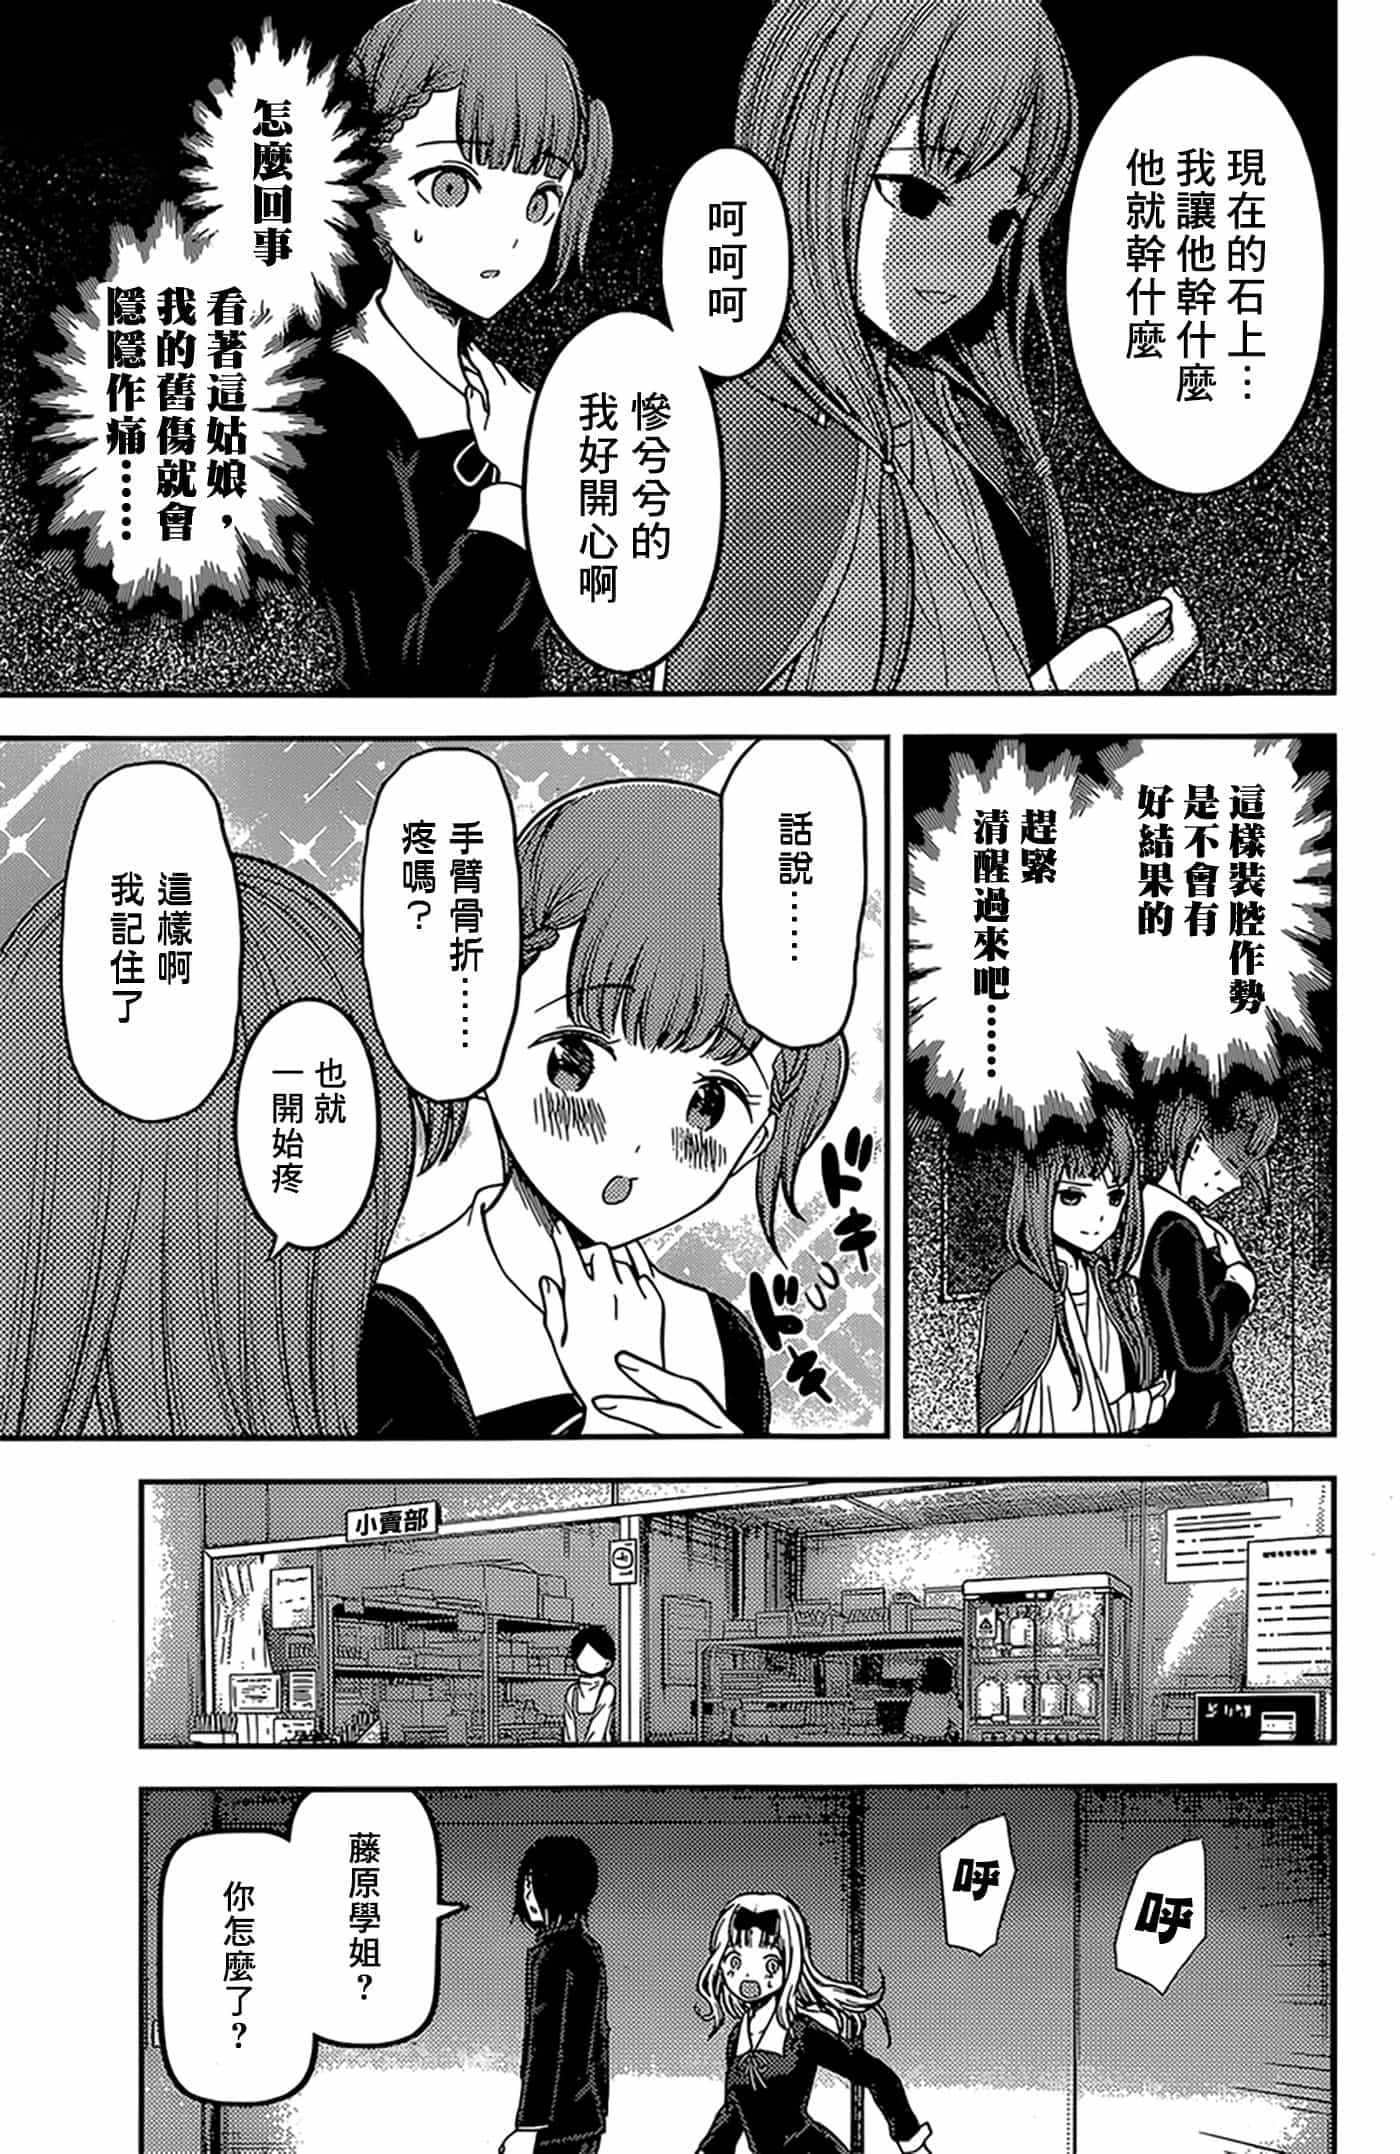 現在的石上…
我讓他幹什麼
他就幹什麼
呵呵呵
慘兮兮的
我好開心啊
怎麼回事
看著這姑娘，
我的舊傷就會
隱隱作痛……
這樣裝腔作勢
是不會有
好結果的
趕緊
清醒過來吧……
話說……
手臂骨折……
疼嗎？
也就
一開始疼
這樣啊
我記住了
ドキ
ドキ
小賣部
呼
呼
藤原學姐？
你怎麼了？